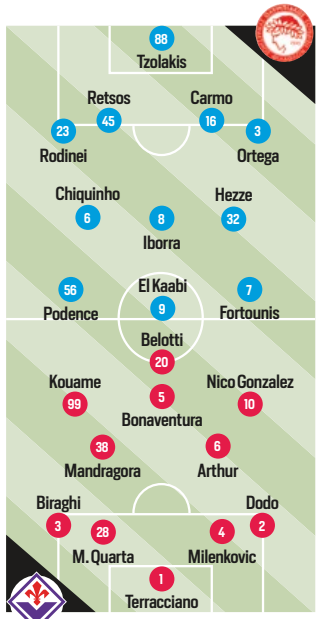 88
Tzolakis
Retsos
Carmo
45
16
23
3
Rodinei
Ortega
Chiquinho
Hezze
6
8
32
Iborra
El Kaabi
56
9
7
Podence
Fortounis
Belotti
20
Kouame
Nico Gonzalez
99
5
10
Bonaventura
38
6
Mandragora
Arthur
Biraghi
Dodo
3
28
4
2
M. Quarta
Milenkovic
1
Terracciano